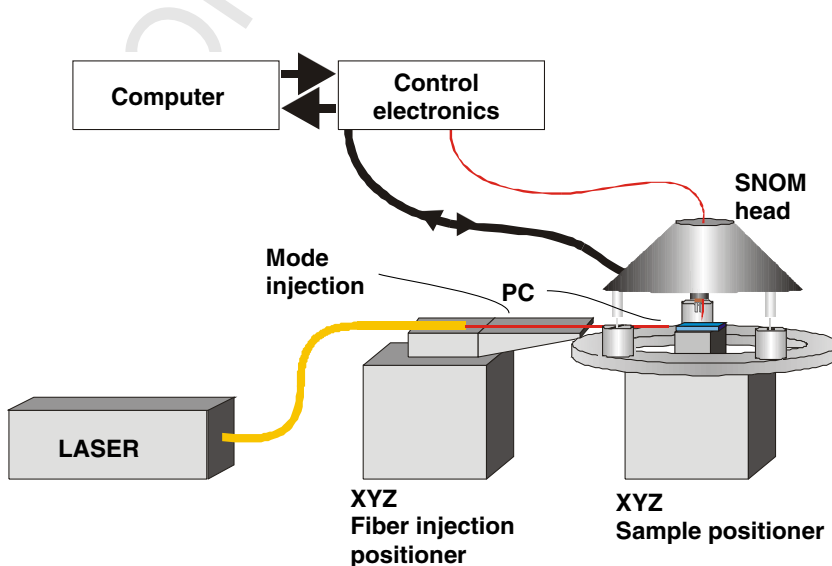 Computer
Control
electronics
SNOM
head
Mode
injection
PC
LASER
XYZ
Fiber injection
positioner
XYZ
Sample positioner